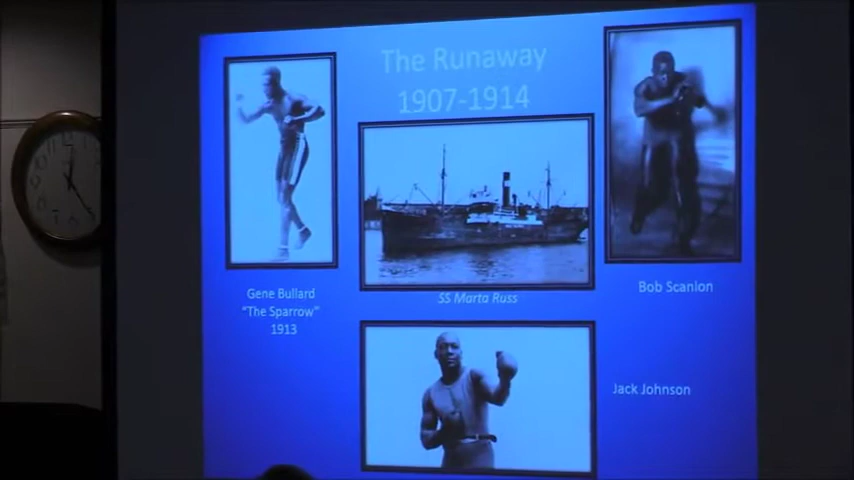 The Runaway
1907-1914
Gene Bullard
"The Sparrow"
1913
SS Marta Russ
Bob Scanlon
Jack Johnson